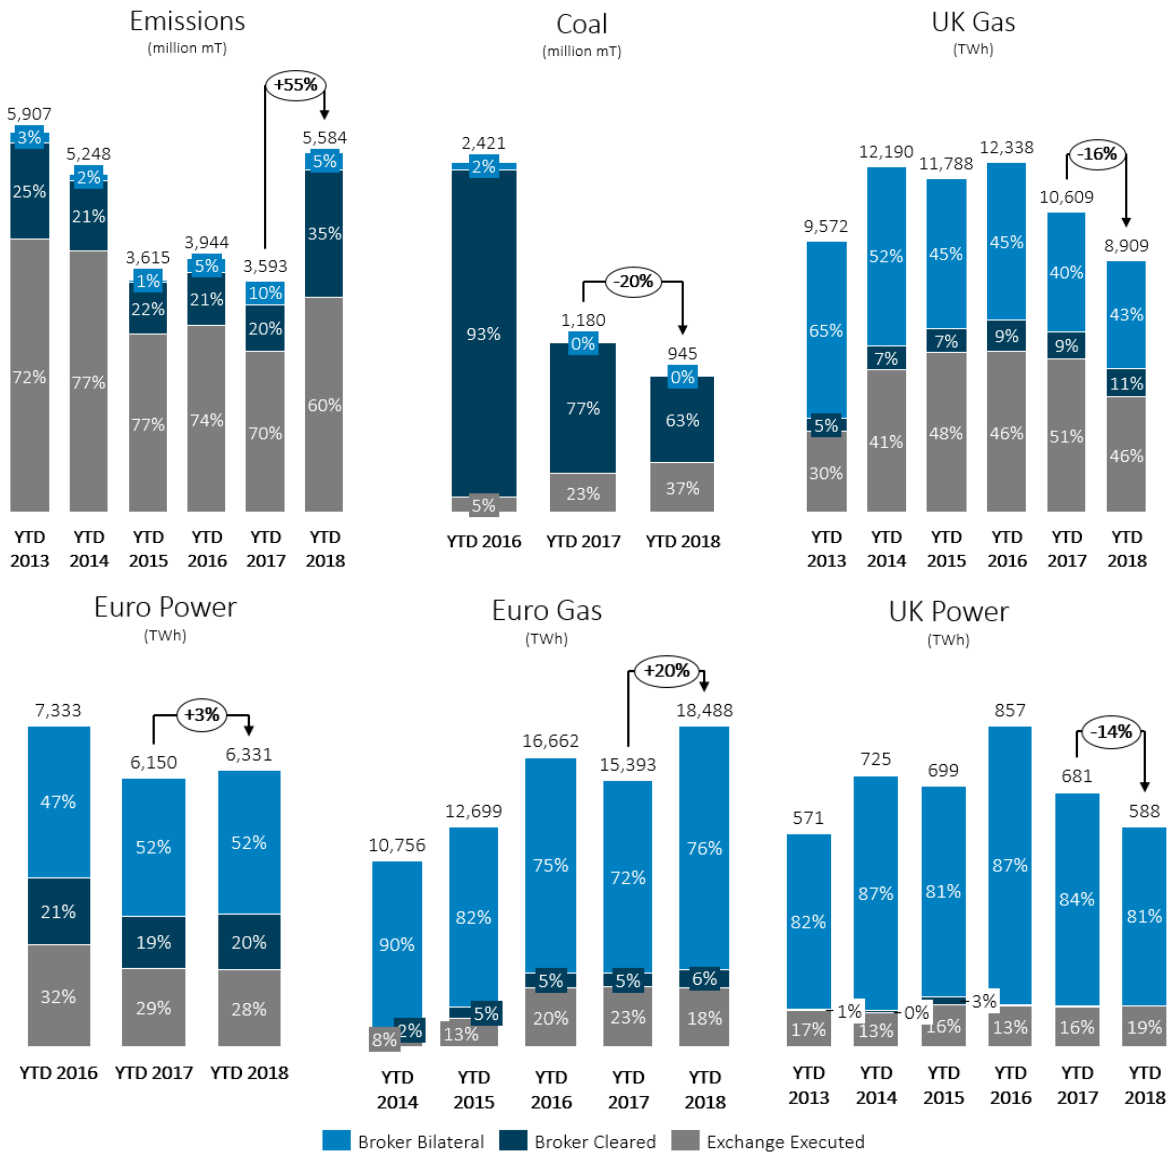 Emissions
(million mT)
+55%
5,907
5,248
3,615
3,944
3,593
5,584
3%
2%
1%
5%
10%
5%
25%
21%
22%
21%
20%
35%
72%
77%
77%
74%
70%
60%
YTD 2013
YTD 2014
YTD 2015
YTD 2016
YTD 2017
YTD 2018
Coal
(million mT)
-20%
2,421
1,180
945
2%
0%
0%
93%
77%
63%
5%
23%
37%
YTD 2016
YTD 2017
YTD 2018
UK Gas
(TWh)
-16%
9,572
12,190
11,788
12,338
10,609
8,909
65%
52%
45%
45%
40%
43%
5%
7%
7%
9%
9%
11%
30%
41%
48%
46%
51%
46%
YTD 2013
YTD 2014
YTD 2015
YTD 2016
YTD 2017
YTD 2018
Euro Power
(TWh)
+3%
7,333
6,150
6,331
47%
52%
52%
21%
19%
20%
32%
29%
28%
YTD 2016
YTD 2017
YTD 2018
Euro Gas
(TWh)
+20%
10,756
12,699
16,662
15,393
18,488
90%
82%
75%
72%
76%
2%
5%
5%
5%
6%
8%
13%
20%
23%
18%
YTD 2014
YTD 2015
YTD 2016
YTD 2017
YTD 2018
UK Power
(TWh)
-14%
571
725
699
857
681
588
82%
87%
81%
87%
84%
81%
1%
0%
3%
17%
13%
16%
13%
16%
19%
YTD 2013
YTD 2014
YTD 2015
YTD 2016
YTD 2017
YTD 2018
Broker Bilateral
Broker Cleared
Exchange Executed